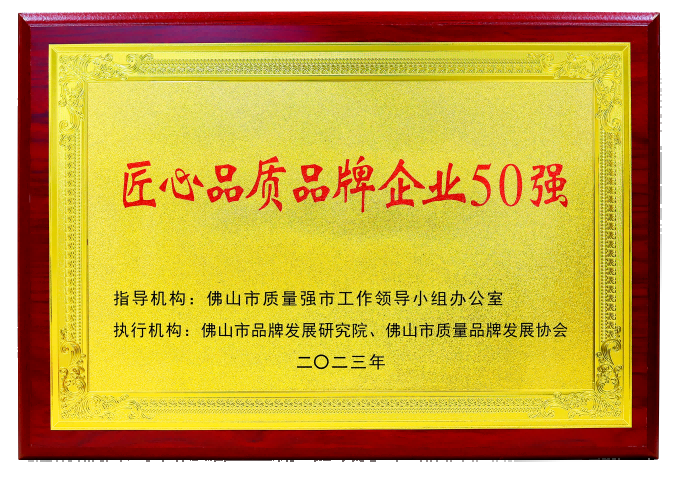 匠心品质品牌企业50强
指导机构：佛山市质量强市工作领导小组办公室
执行机构：佛山市品牌发展研究院、佛山市质量品牌发展协会
二〇二三年